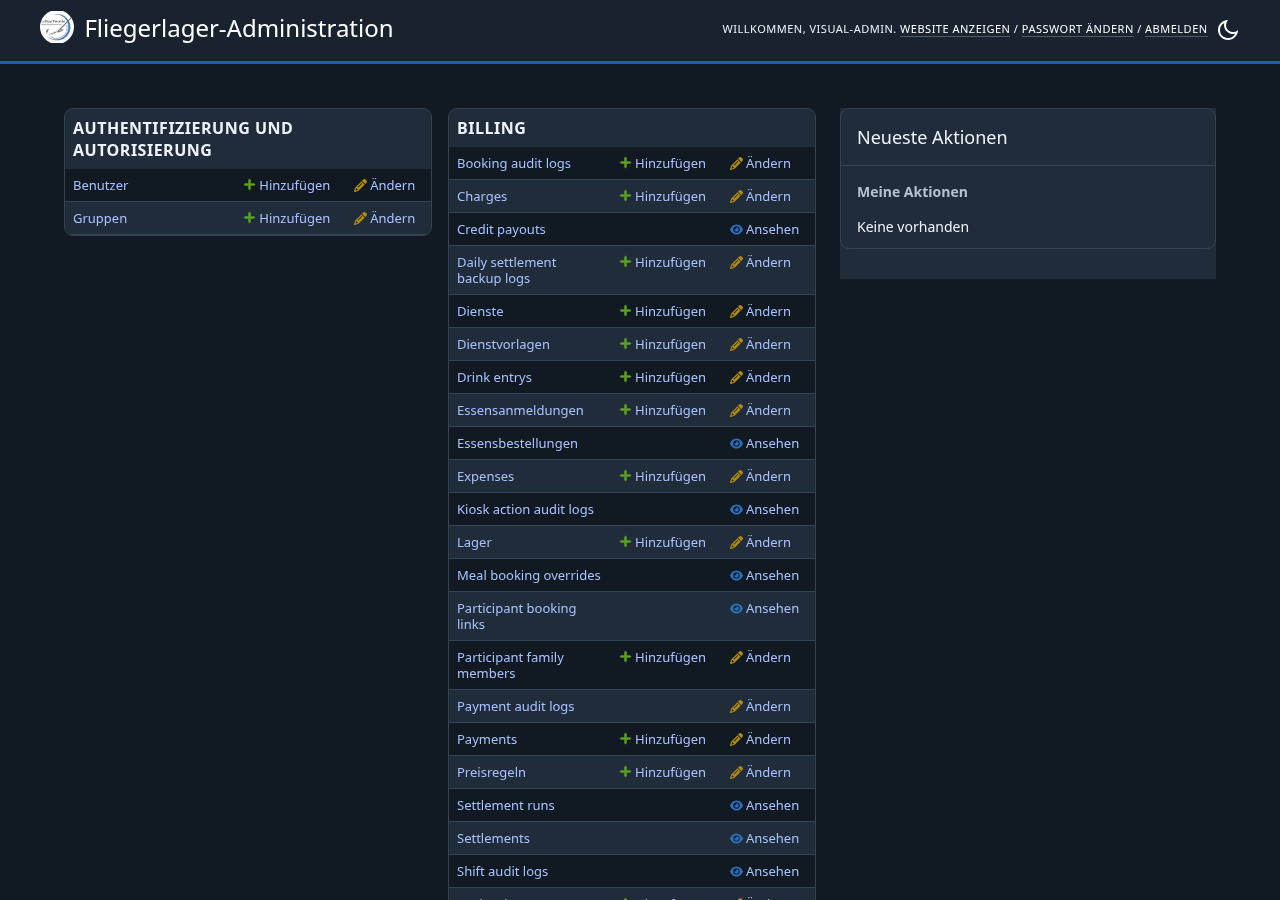 Fliegerlager-Administration
WILLKOMMEN, VISUAL-ADMIN. WEBSITE ANZEIGEN / PASSWORT ÄNDERN / ABMELDEN
AUTHENTIFIZIERUNG UND
AUTORISIERUNG
Benutzer Hinzufügen Ändern
Gruppen Hinzufügen Ändern
BILLING
Booking audit logs Hinzufügen Ändern
Charges Hinzufügen Ändern
Credit payouts Ansehen
Daily settlement Hinzufügen Ändern
backup logs
Dienste Hinzufügen Ändern
Dienstvorlagen Hinzufügen Ändern
Drink entrys Hinzufügen Ändern
Essensanmeldungen Hinzufügen Ändern
Essensbestellungen Ansehen
Expenses Hinzufügen Ändern
Kiosk action audit logs Ansehen
Lager Hinzufügen Ändern
Meal booking overrides Ansehen
Participant booking Ansehen
links
Participant family Hinzufügen Ändern
members
Payment audit logs Ändern
Payments Hinzufügen Ändern
Preisregeln Hinzufügen Ändern
Settlement runs Ansehen
Settlements Ansehen
Shift audit logs Ansehen
Neueste Aktionen
Meine Aktionen
Keine vorhanden